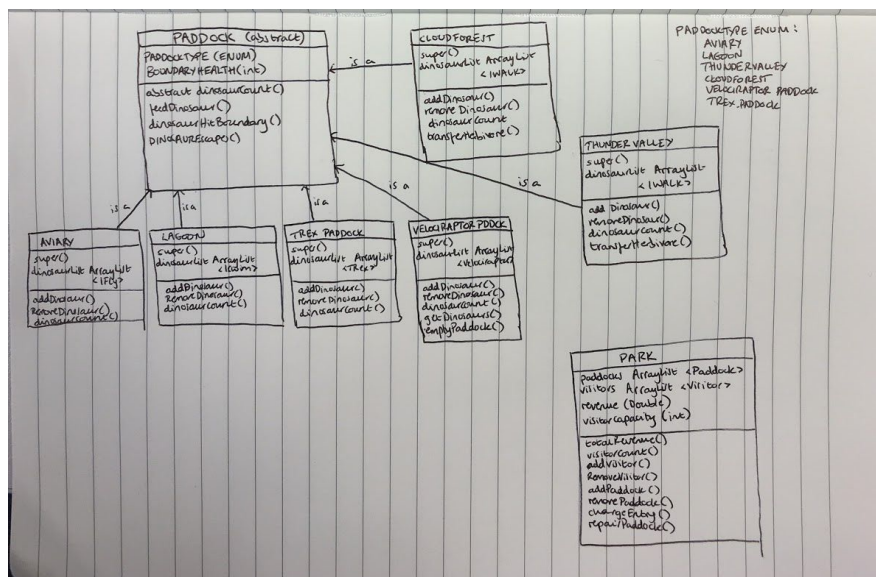 PADDOCK (abstract)
PADDOCKTYPE (ENUM)
BOUNDARYHEALTH (int)
abstract dinosaurCount()
feedDinosaur()
dinosaurHitBoundary()
DINOSAUREscapes()
is a
CLOUDFOREST
super()
dinosaurList ArrayList
<IWALK>
addDinosaur()
remove Dinosaur()
dinosaurCount
transferHerbivore()
PADDOCKTYPE ENUM:
AVIARY
LAGOON
THUNDERVALLEY
CLOUDFOREST
VELOCIRAPTOR PADDOCK
TREX.PADDOCK
THUNDERVALLEY
super()
dinosaurList ArrayList
<IWALK>
add Dinosaur()
removeDinosaur()
dinosaurCount()
transferHerbivore()
is a
is a
is a
is a
is a
is a
AVIARY
super()
dinosaurList ArrayList
<IFly>
addDinosaur()
RemoveDinosaur()
dinosaurCount()
LAGOON
super()
dinosaurList ArrayList
<ISwim>
addDinosaur()
RemoveDinosaur()
dinosaurcount()
TREX PADDOCK
super()
dinosaurList ArrayList
<TRex>
addDinosaur()
remove Dinosaur()
dinosaurCount()
VELOCIRAPTOR PDDOCK
super()
dinosaurList ArrayList
<Velociraptor>
addDinosaur()
removeDinosaur()
dinosaurCount()
getDinosaurs()
emptyPaddock()
PARK
paddocks ArrayList <Paddock>
visitors ArrayList <Visitor>
revenue (Double)
visitorcapacity (int)
totalRevenue()
visitorCount()
addVisitor()
RemoveVisitor()
addPaddock()
removePaddock()
chargeEntry()
repairPaddock()